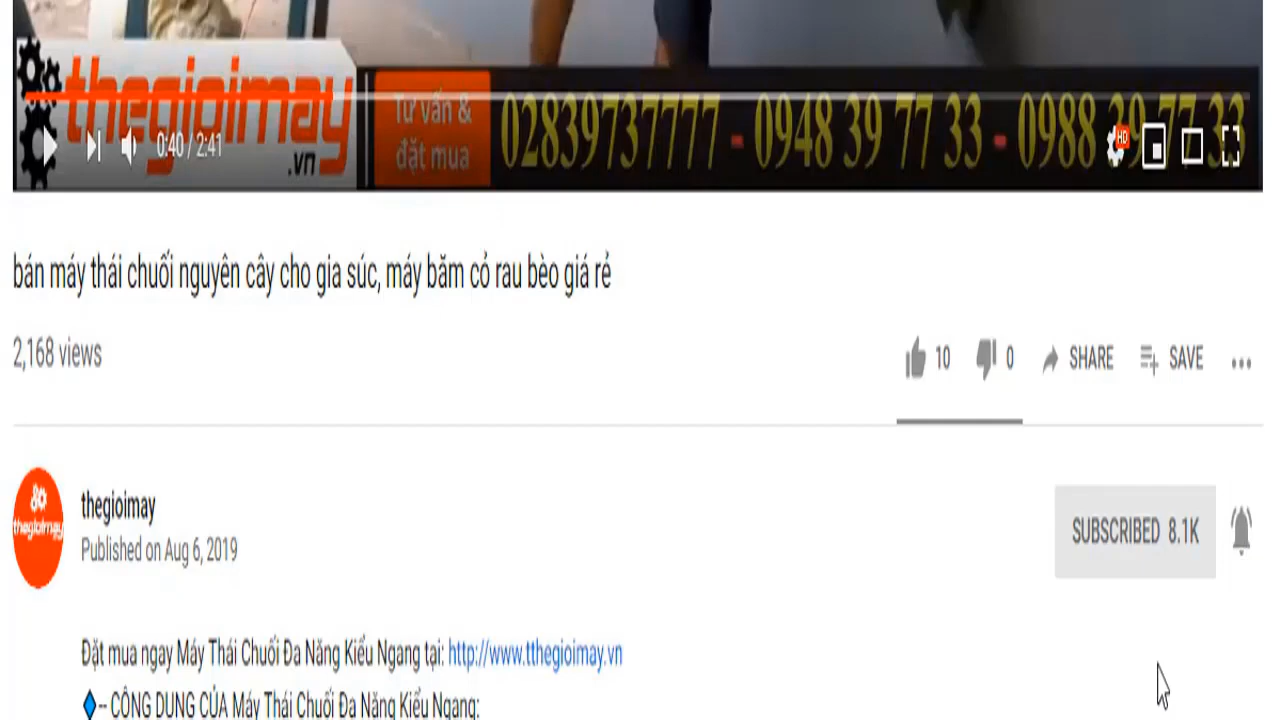 thegioimay
.vn
Tư vấn &
đặt mua
02839737777 - 0948 39 77 33 - 0988 39 77 33
HD
0:40 / 2:41
bán máy thái chuối nguyên cây cho gia súc, máy băm cỏ rau bèo giá rẻ
2,168 views
10
0
SHARE
SAVE
thegioimay
thegioimay
Published on Aug 6, 2019
SUBSCRIBED 8.1K
Đặt mua ngay Máy Thái Chuối Đa Năng Kiểu Ngang tại: http://www.tthegioimay.vn
-- CÔNG DỤNG CỦA Máy Thái Chuối Đa Năng Kiểu Ngang: